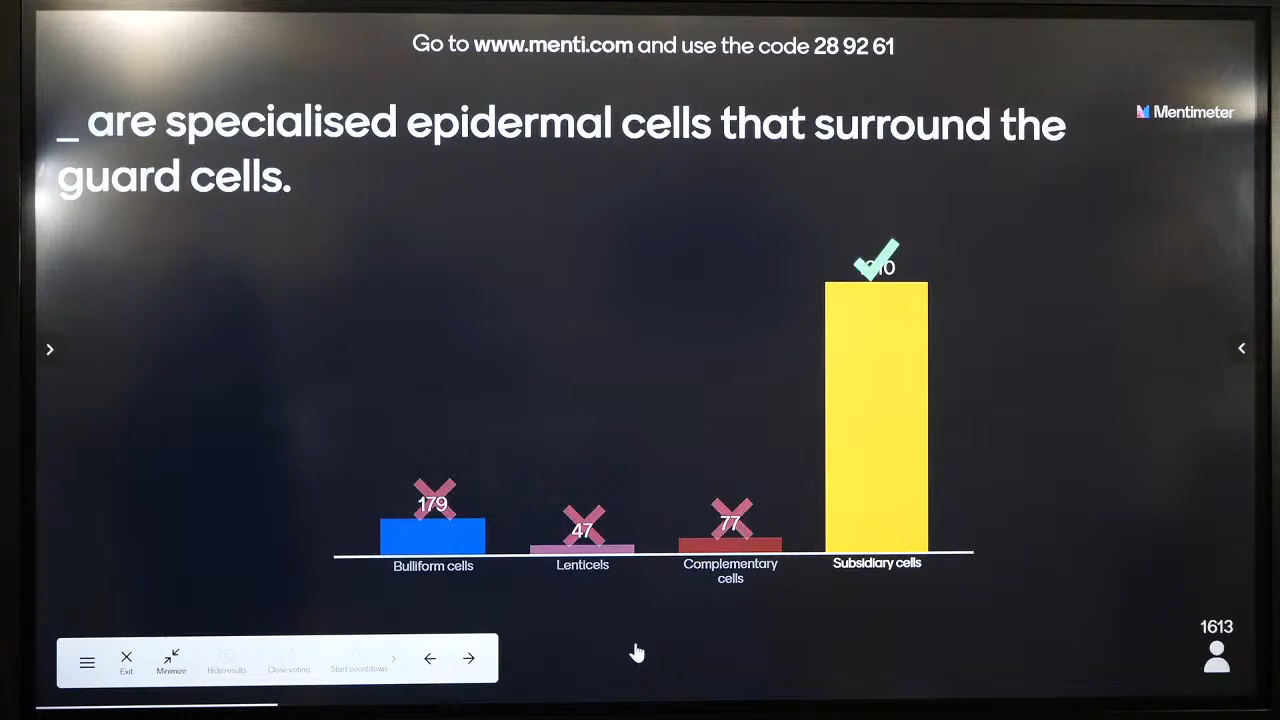 Go to www.menti.com and use the code 28 92 61
_ are specialised epidermal cells that surround the
guard cells.
Mentimeter
179
47
77
Bulliform cells
Lenticels
Complementary
cells
Subsidiary cells
1613
Exit
Minimize
Hide results
Close voting
Start countdown